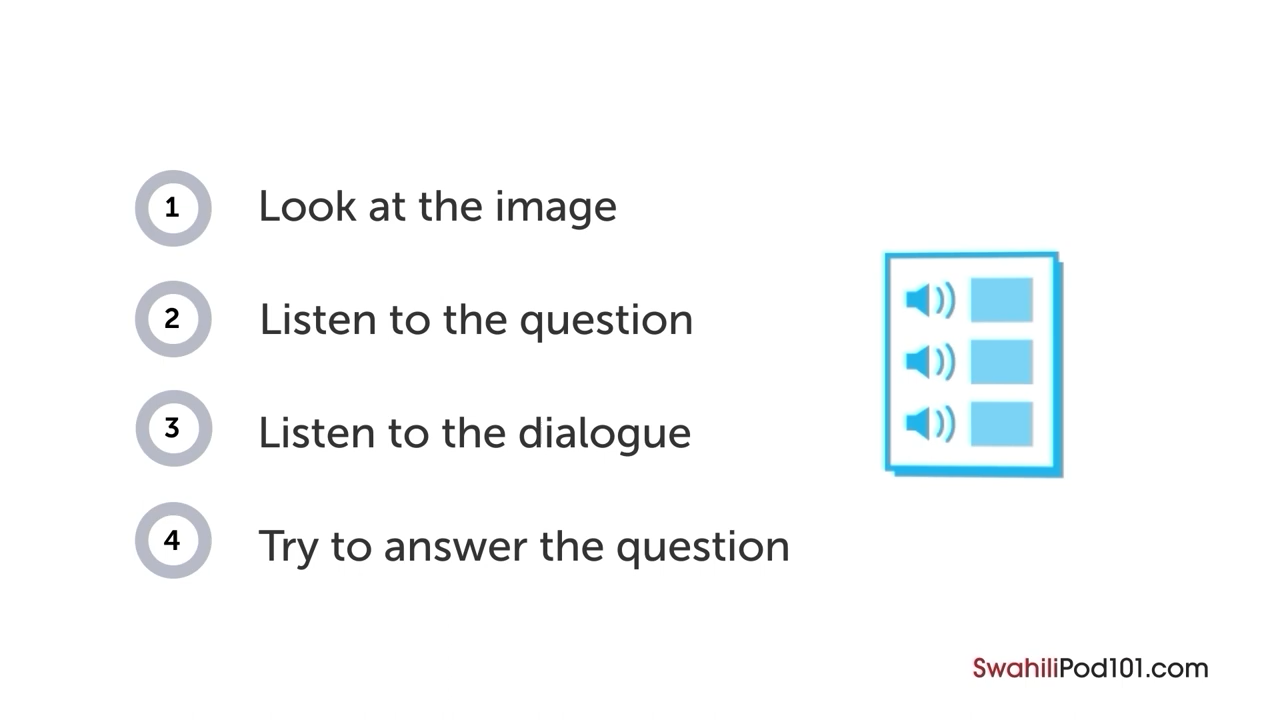 1 Look at the image
2 Listen to the question
3 Listen to the dialogue
4 Try to answer the question
SwahiliPod101.com